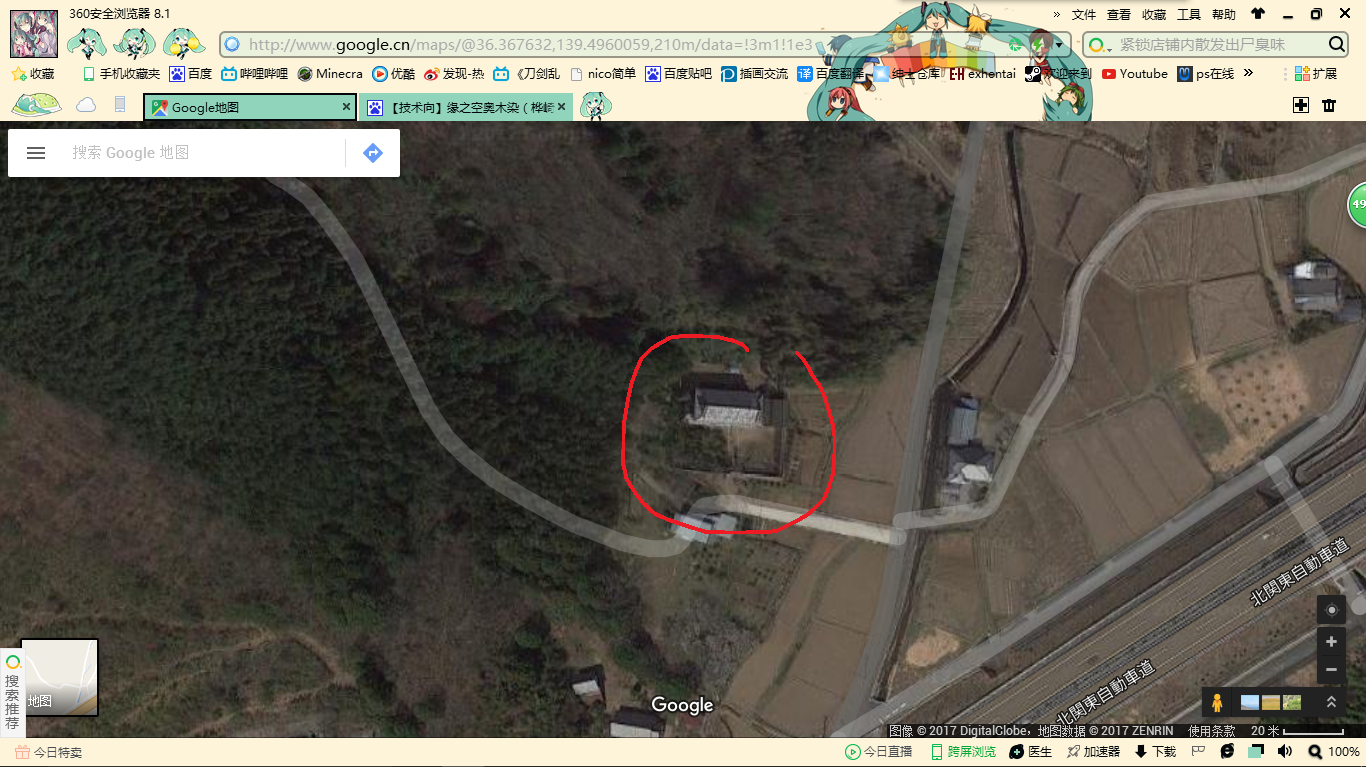 360安全浏览器 8.1
» 文件 查看 收藏 工具 帮助
http://www.google.cn/maps/@36.367632,139.4960059,210m/data=!3m1!1e3
紧锁店铺内散发出尸臭味
收藏 手机收藏夹 百度 哔哩哔哩 Minecra 优酷 发现-热 《刀剑乱 nico简单 百度贴吧 插画交流 百度翻译 绅士仓库 E-H exhentai 欢迎来到 Youtube ps在线 » 扩展
Google地图
【技术向】缘之空奥木染（桦崎
搜索 Google 地图
49
北関東自動車道
北関東自動車道
地图
搜索推荐
Google
图像 © 2017 DigitalGlobe，地图数据 © 2017 ZENRIN 使用条款 20 米
今日特卖
今日直播 跨屏浏览 医生 加速器 下载 100%